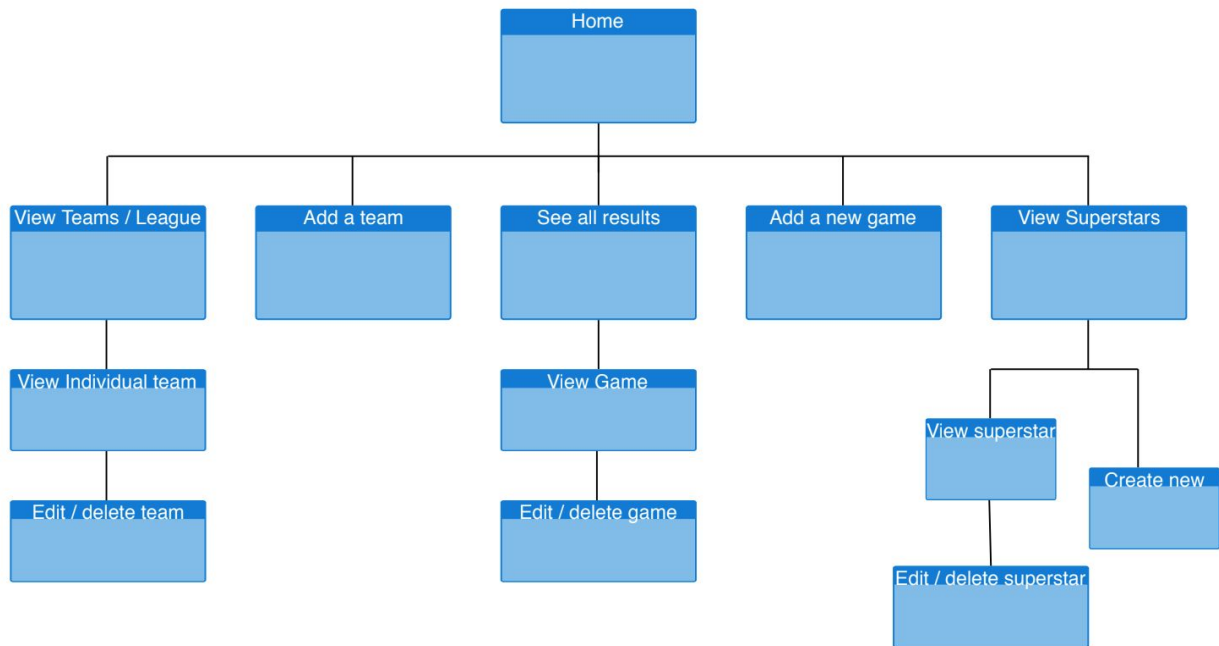 Home
View Teams / League
Add a team
See all results
Add a new game
View Superstars
View Individual team
View Game
View superstar
Create new
Edit / delete team
Edit / delete game
Edit / delete superstar